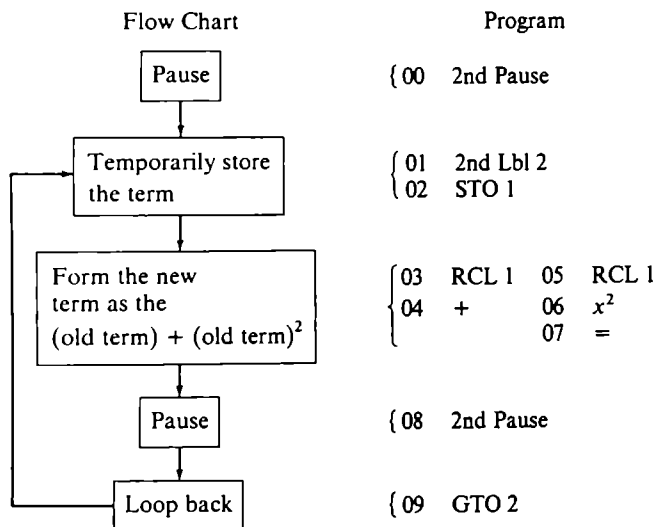 Flow Chart Program
Pause { 00 2nd Pause
Temporarily store
the term
{ 01 2nd Lbl 2
02 STO 1
Form the new
term as the
(old term) + (old term)²
{ 03 RCL 1 05 RCL 1
04 + 06 x²
07 =
Pause { 08 2nd Pause
Loop back { 09 GTO 2